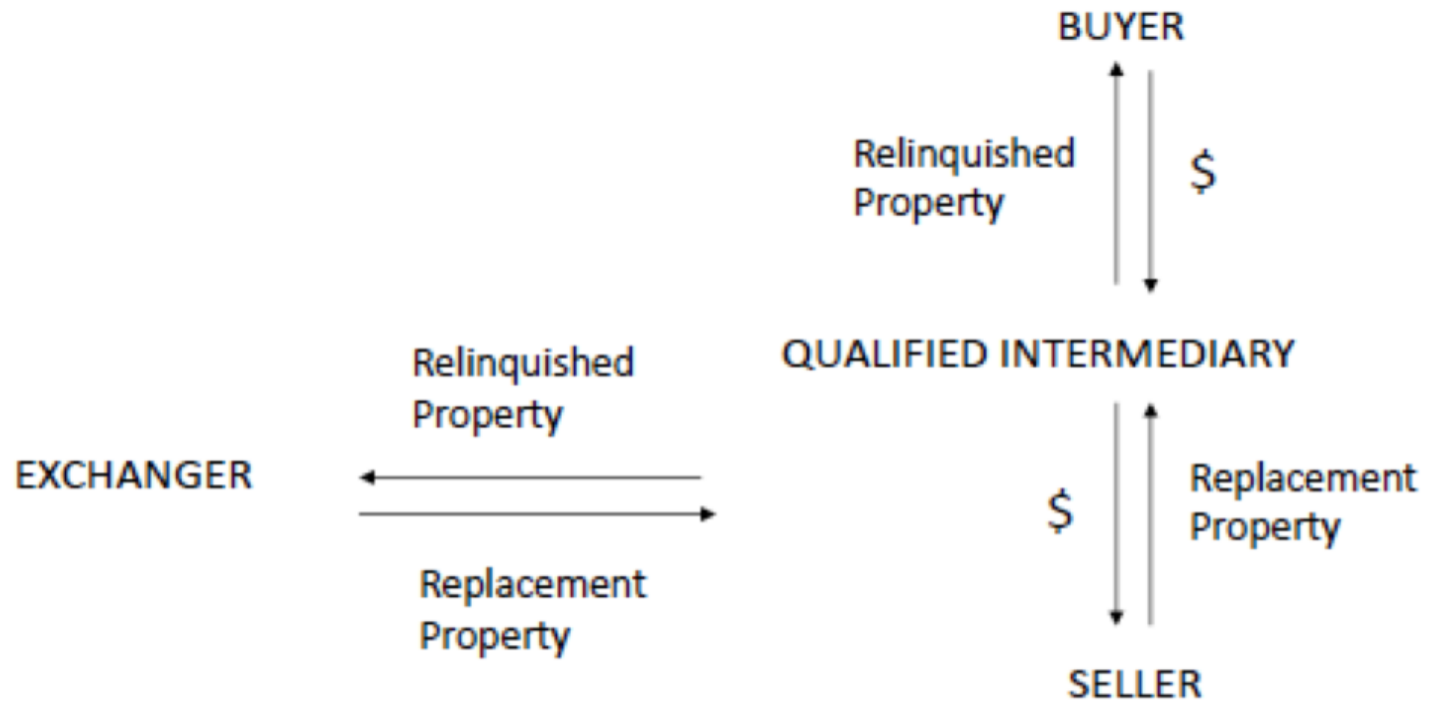 BUYER
Relinquished
Property
$
QUALIFIED INTERMEDIARY
Relinquished
Property
EXCHANGER
Replacement
Property
$
Replacement
Property
SELLER